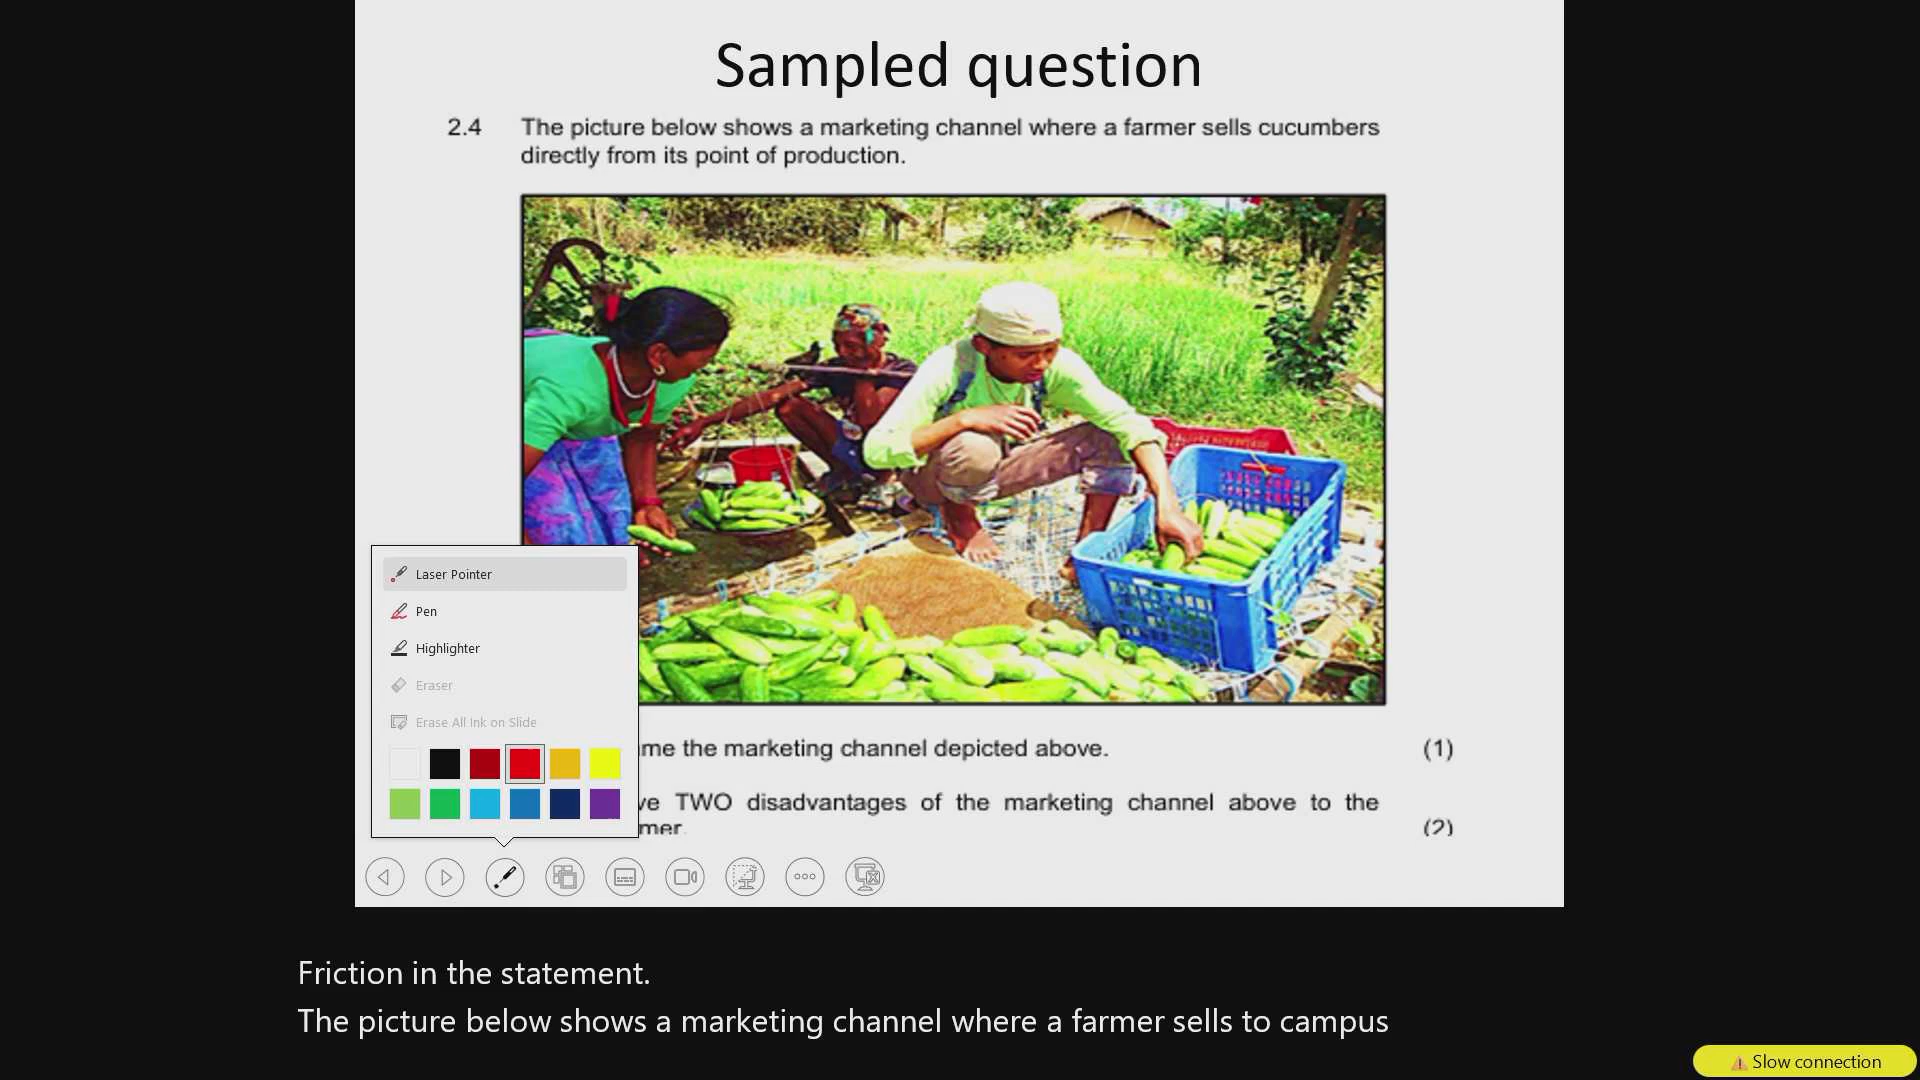 Sampled question
2.4 The picture below shows a marketing channel where a farmer sells cucumbers
directly from its point of production.
Laser Pointer
Pen
Highlighter
Eraser
Erase All Ink on Slide
me the marketing channel depicted above. (1)
ve TWO disadvantages of the marketing channel above to the
mer. (2)
Friction in the statement.
The picture below shows a marketing channel where a farmer sells to campus
Slow connection